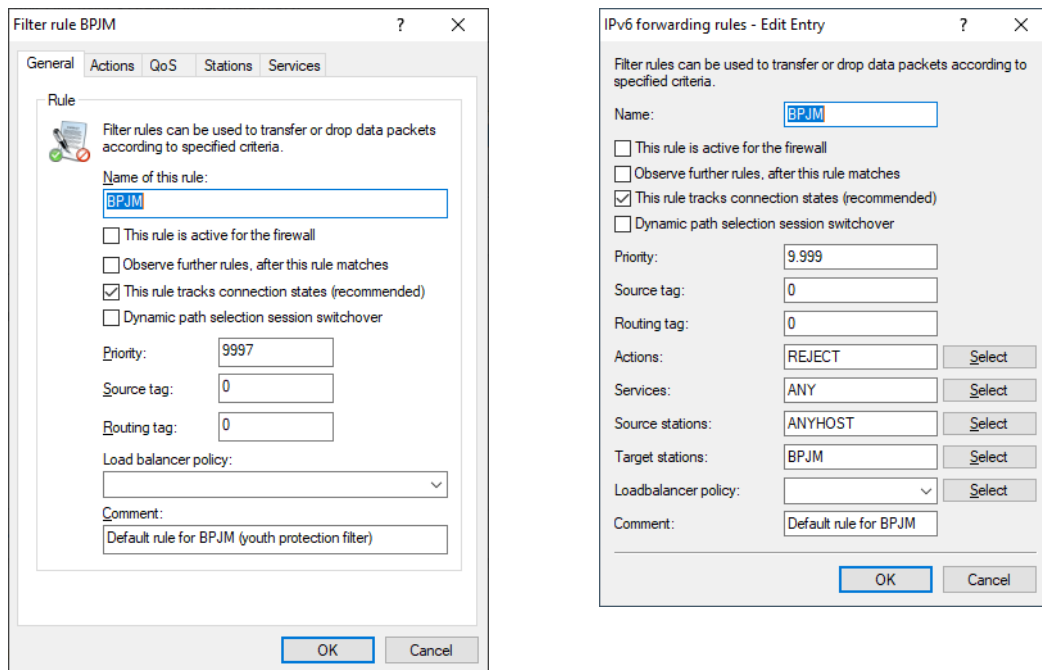 Filter rule BPJM
General Actions QoS Stations Services
Rule
Filter rules can be used to transfer or drop data packets
according to specified criteria.
Name of this rule:
BPJM
This rule is active for the firewall
Observe further rules, after this rule matches
This rule tracks connection states (recommended)
Dynamic path selection session switchover
Priority: 9997
Source tag: 0
Routing tag: 0
Load balancer policy:
Comment:
Default rule for BPJM (youth protection filter)
OK Cancel
IPv6 forwarding rules - Edit Entry
Filter rules can be used to transfer or drop data packets according to
specified criteria.
Name: BPJM
This rule is active for the firewall
Observe further rules, after this rule matches
This rule tracks connection states (recommended)
Dynamic path selection session switchover
Priority: 9.999
Source tag: 0
Routing tag: 0
Actions: REJECT Select
Services: ANY Select
Source stations: ANYHOST Select
Target stations: BPJM Select
Loadbalancer policy: Select
Comment: Default rule for BPJM
OK Cancel